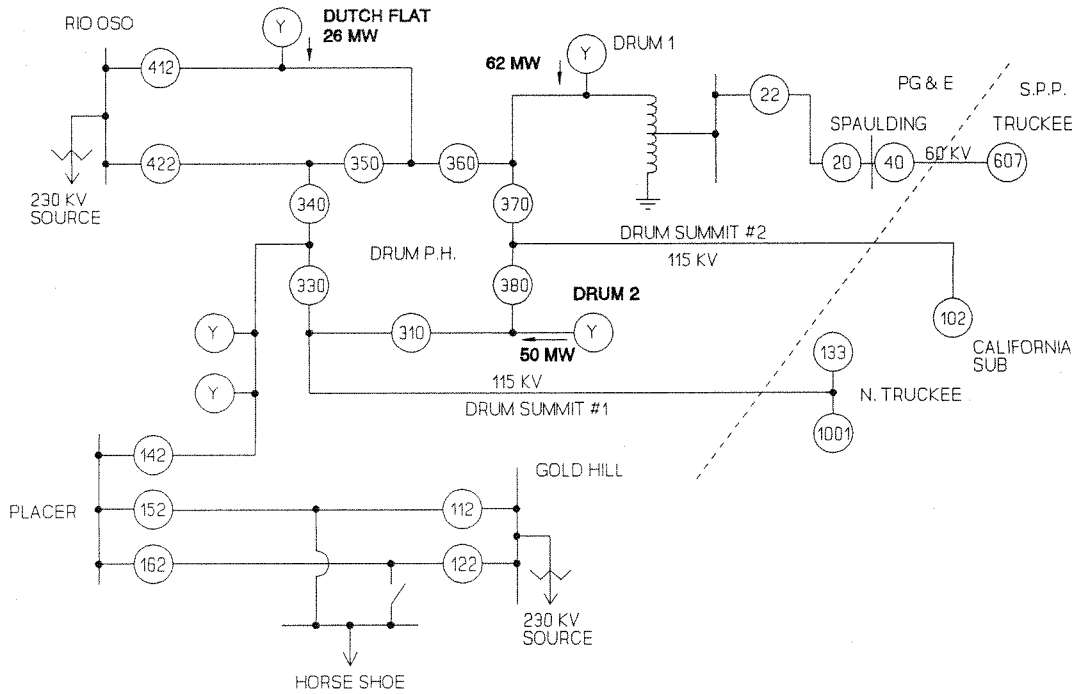 RIO OSO
DUTCH FLAT
26 MW
Y
412
422
230 KV
SOURCE
350
360
340
330
DRUM P.H.
370
380
310
62 MW
Y
DRUM 1
22
PG & E
S.P.P.
SPAULDING
TRUCKEE
20
40
60 KV
607
DRUM SUMMIT #2
115 KV
DRUM 2
50 MW
Y
102
CALIFORNIA
SUB
115 KV
DRUM SUMMIT #1
133
N. TRUCKEE
1001
Y
Y
142
PLACER
152
162
GOLD HILL
112
122
230 KV
SOURCE
HORSE SHOE